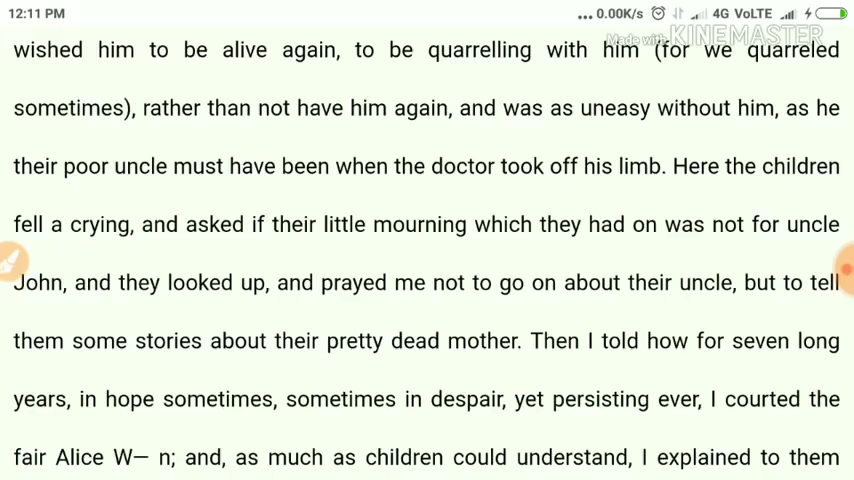 12:11 PM ... 0.00K/s 4G VoLTE
Made with KINEMASTER
wished him to be alive again, to be quarrelling with him (for we quarreled
sometimes), rather than not have him again, and was as uneasy without him, as he
their poor uncle must have been when the doctor took off his limb. Here the children
fell a crying, and asked if their little mourning which they had on was not for uncle
John, and they looked up, and prayed me not to go on about their uncle, but to tell
them some stories about their pretty dead mother. Then I told how for seven long
years, in hope sometimes, sometimes in despair, yet persisting ever, I courted the
fair Alice W— n; and, as much as children could understand, I explained to them